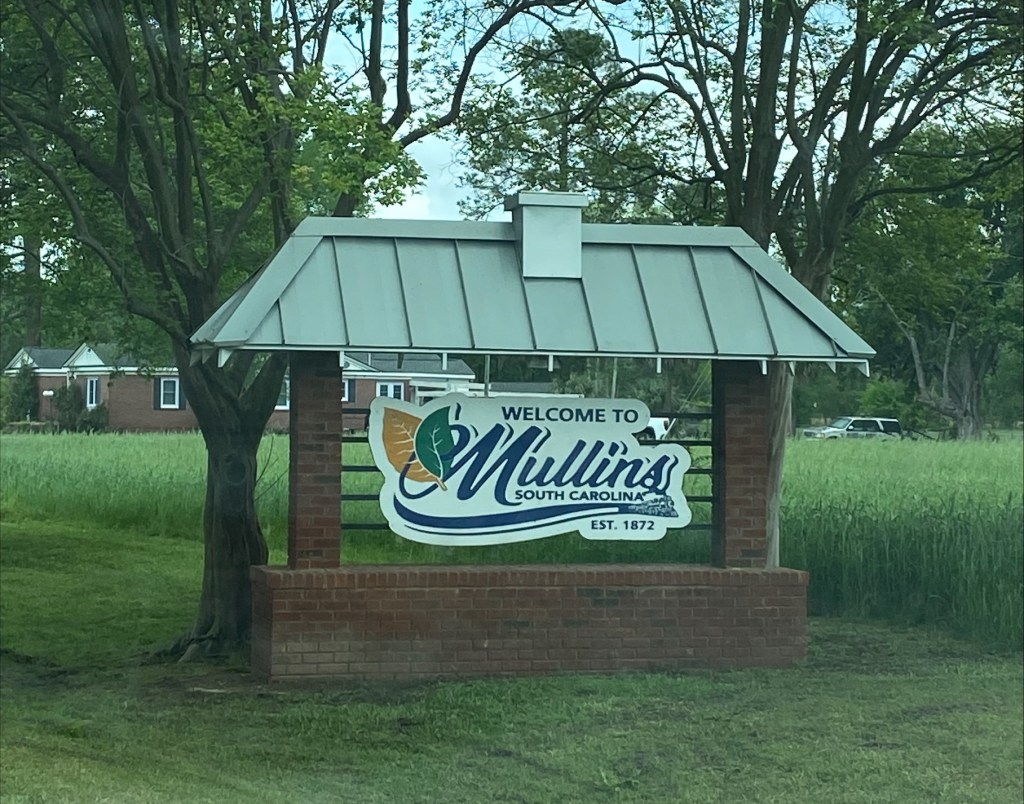 WELCOME TO
Mullins
SOUTH CAROLINA
EST. 1872